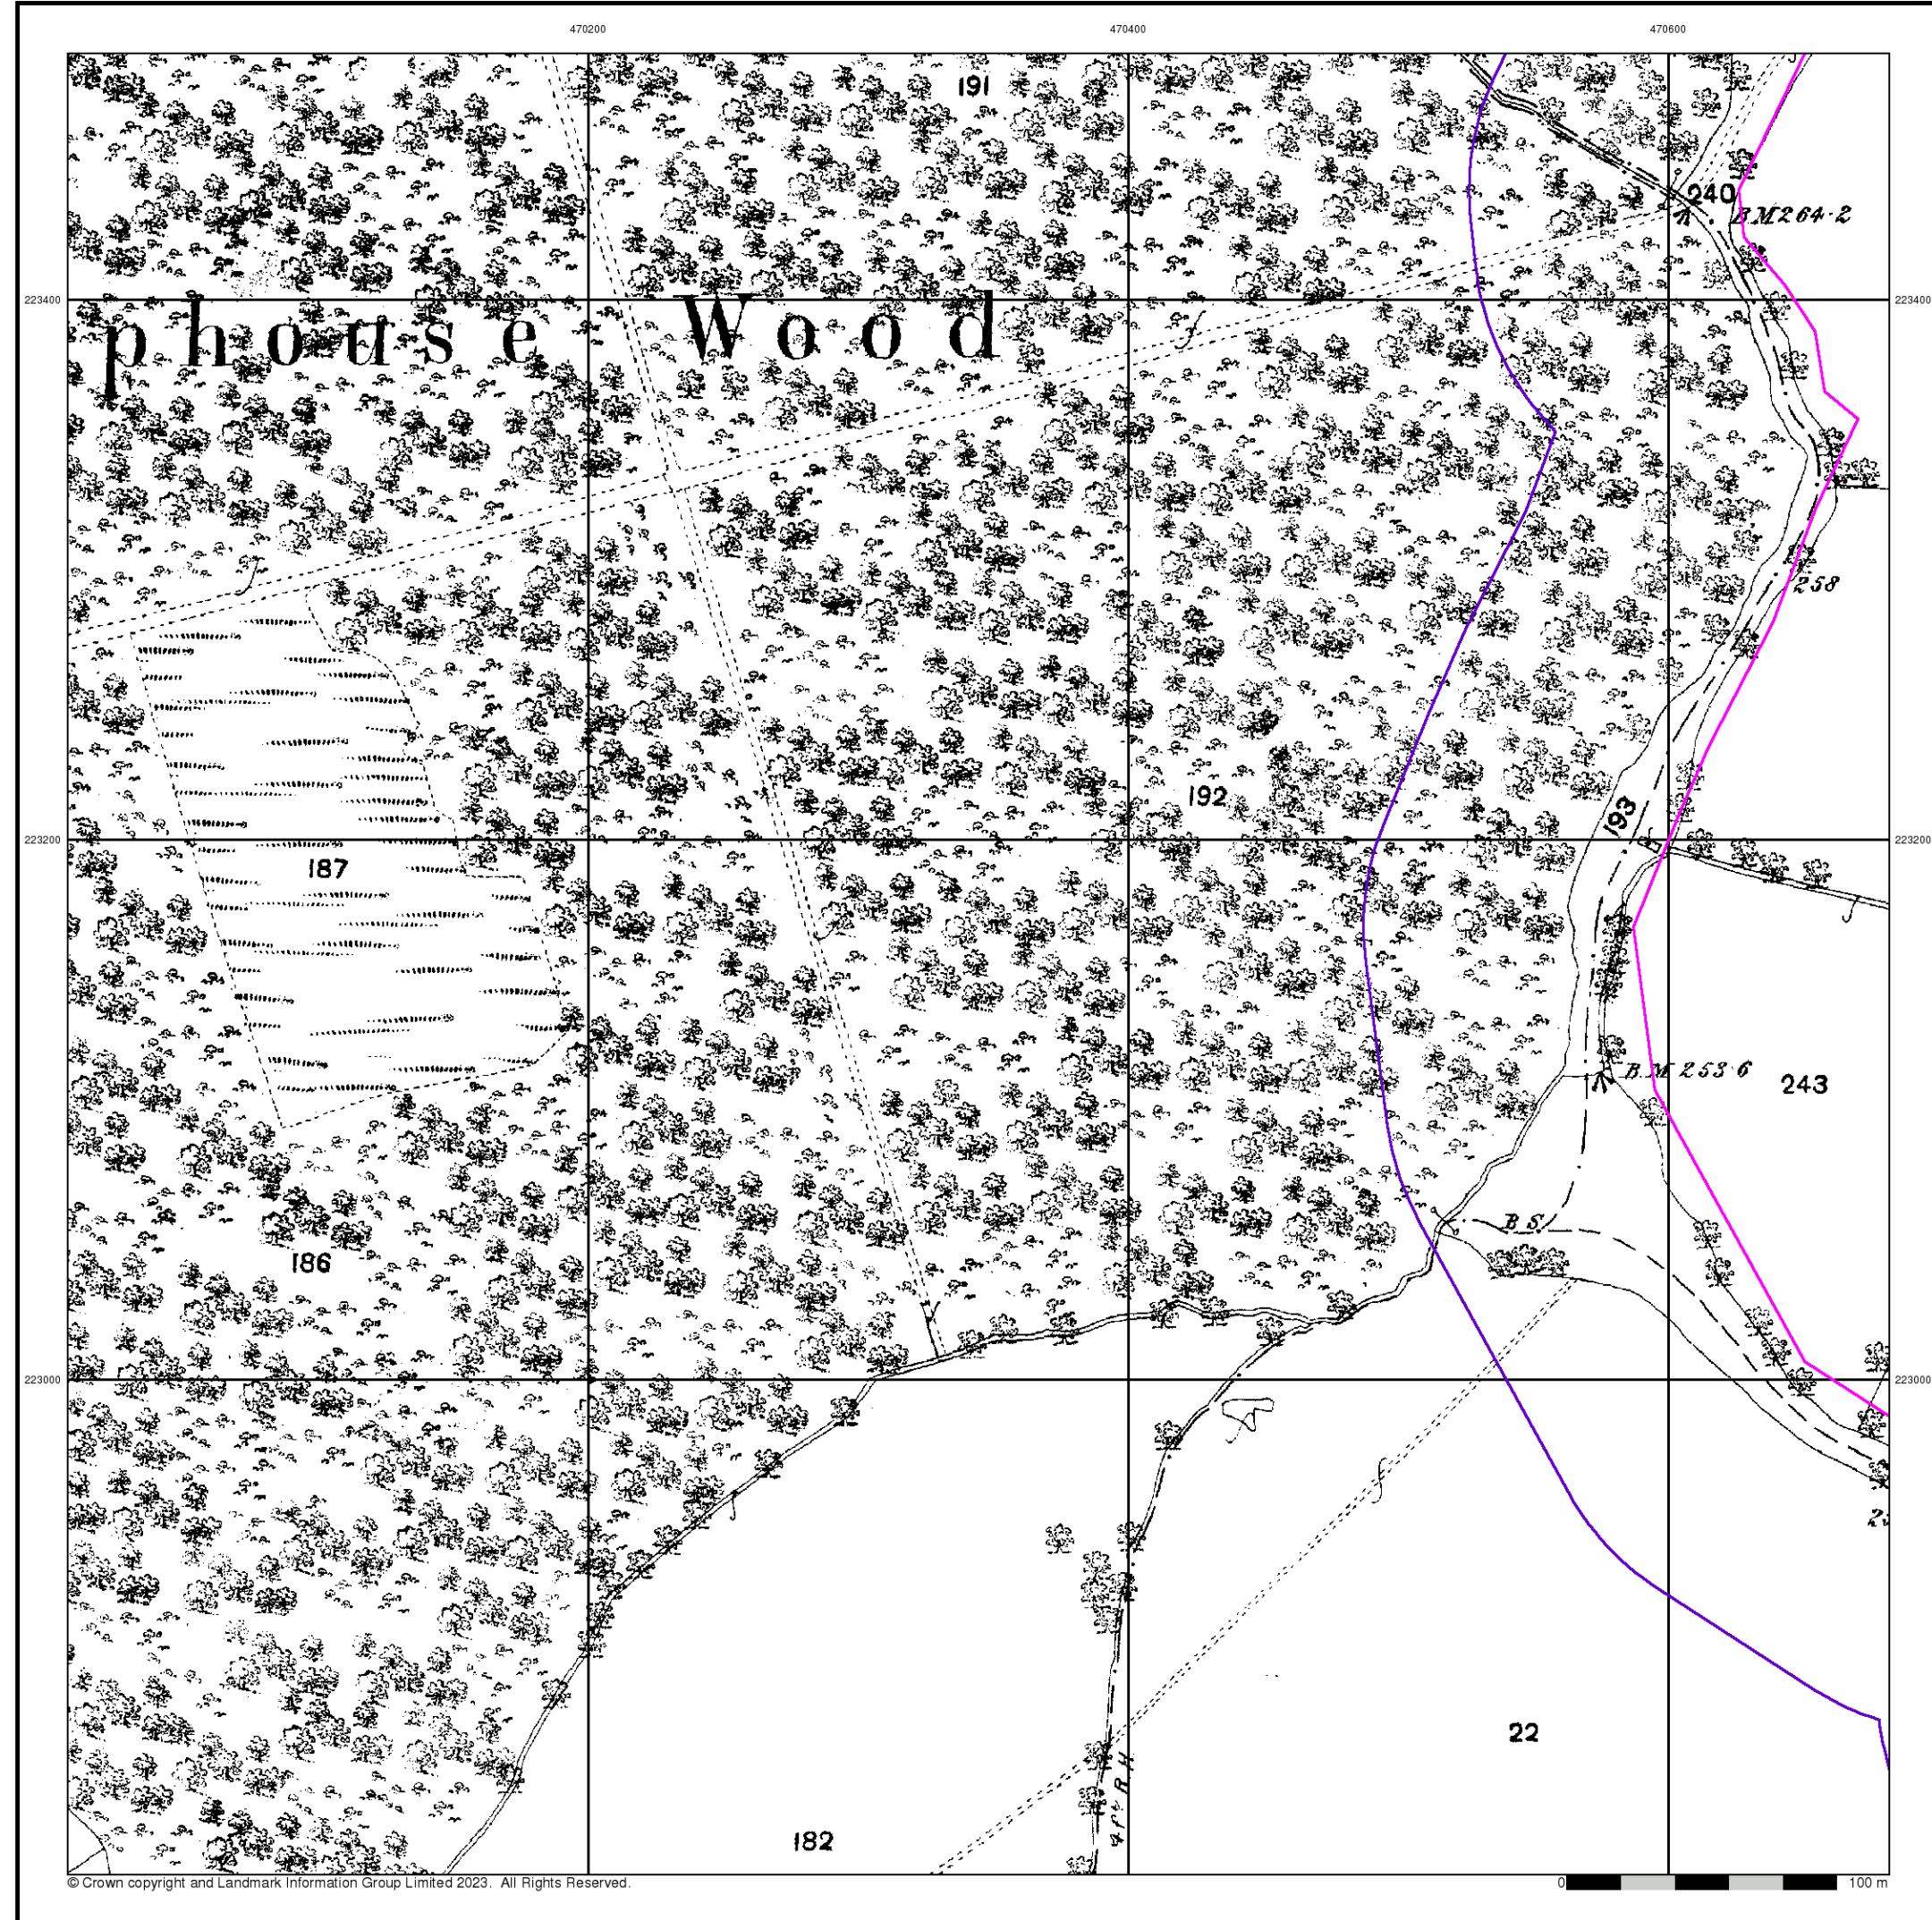 470200 470400 470600
191
240
B.M 264·2
223400 223400
phouse Wood
258
192
193
223200 223200
187
B.M 253·6
243
B.S.
186
223000 223000
22
4 ft R.H.
182
© Crown copyright and Landmark Information Group Limited 2023. All Rights Reserved.
0 100 m